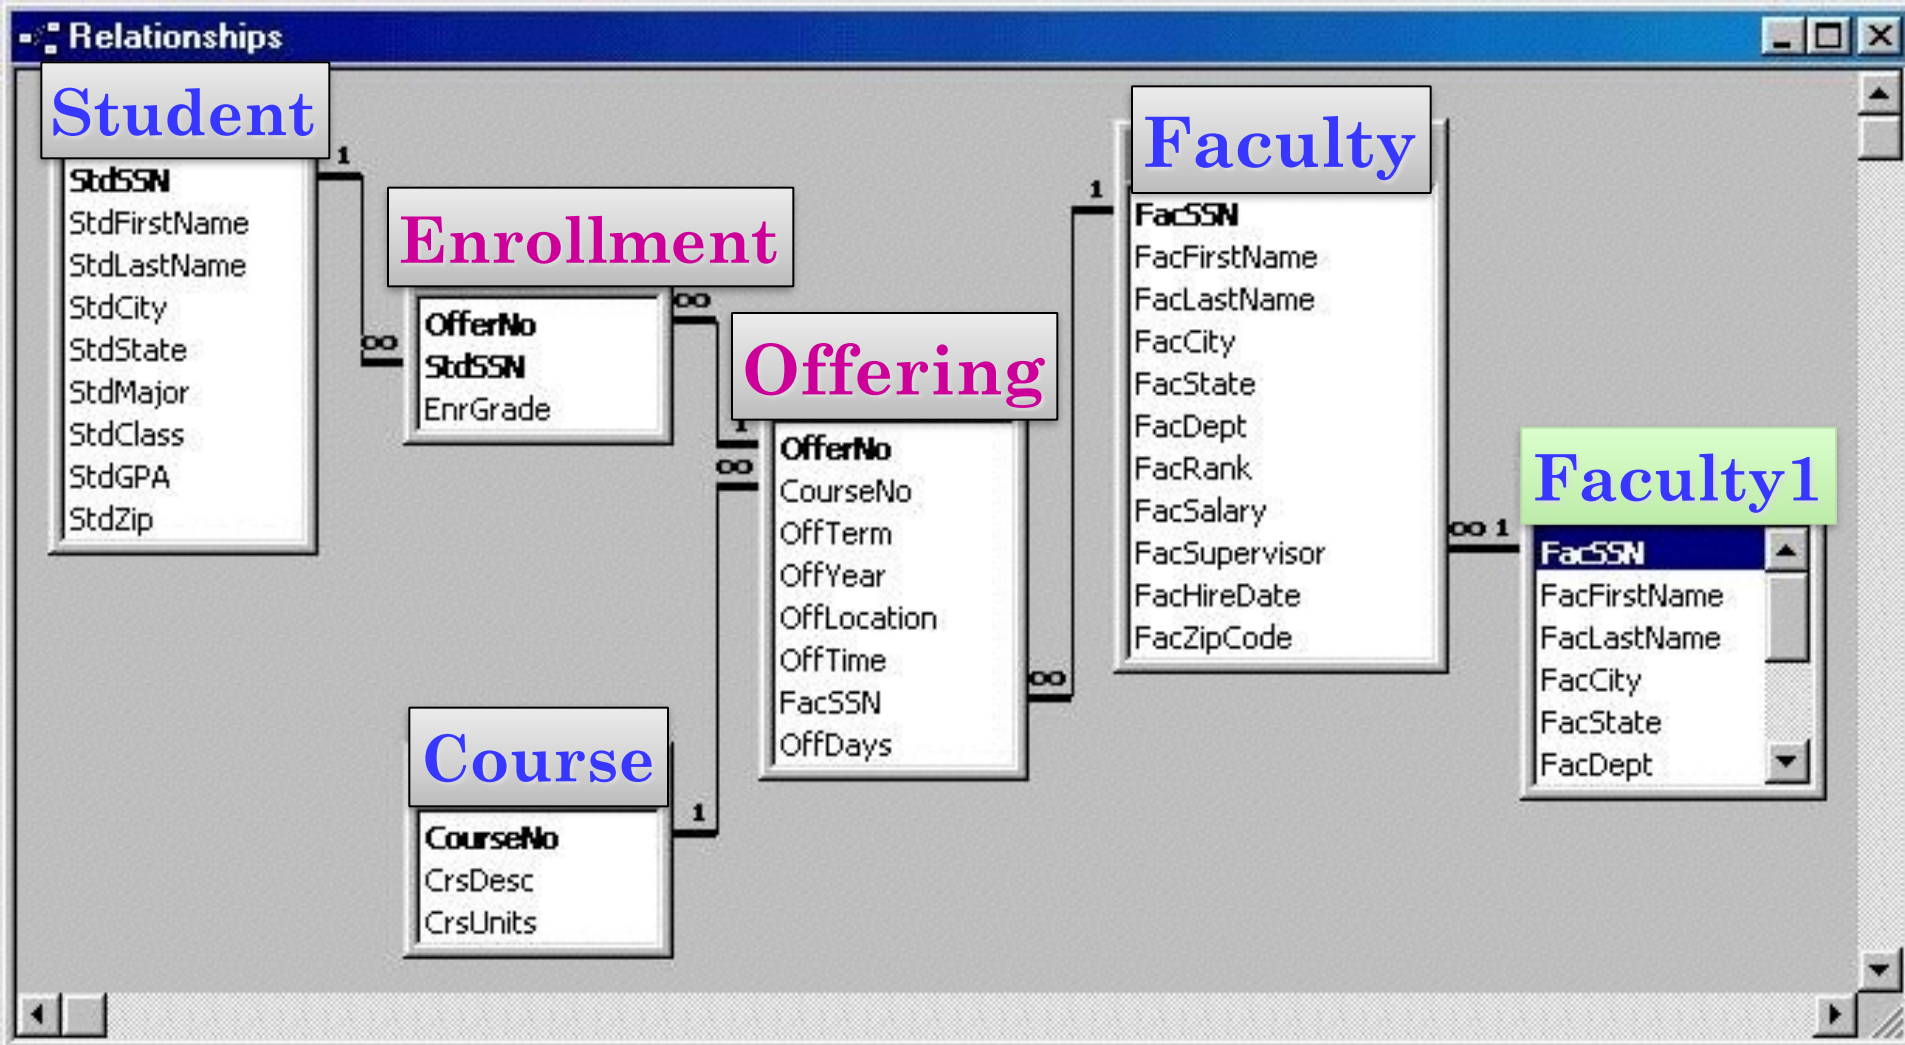 Relationships
Student
1
StdSSN
StdFirstName
StdLastName
StdCity
StdState
StdMajor
StdClass
StdGPA
StdZip
∞
Enrollment
∞
OfferNo
StdSSN
EnrGrade
Offering
1
∞
OfferNo
CourseNo
OffTerm
OffYear
OffLocation
OffTime
FacSSN
OffDays
∞
Course
1
CourseNo
CrsDesc
CrsUnits
Faculty
1
FacSSN
FacFirstName
FacLastName
FacCity
FacState
FacDept
FacRank
FacSalary
FacSupervisor
FacHireDate
FacZipCode
∞ 1
Faculty1
FacSSN
FacFirstName
FacLastName
FacCity
FacState
FacDept